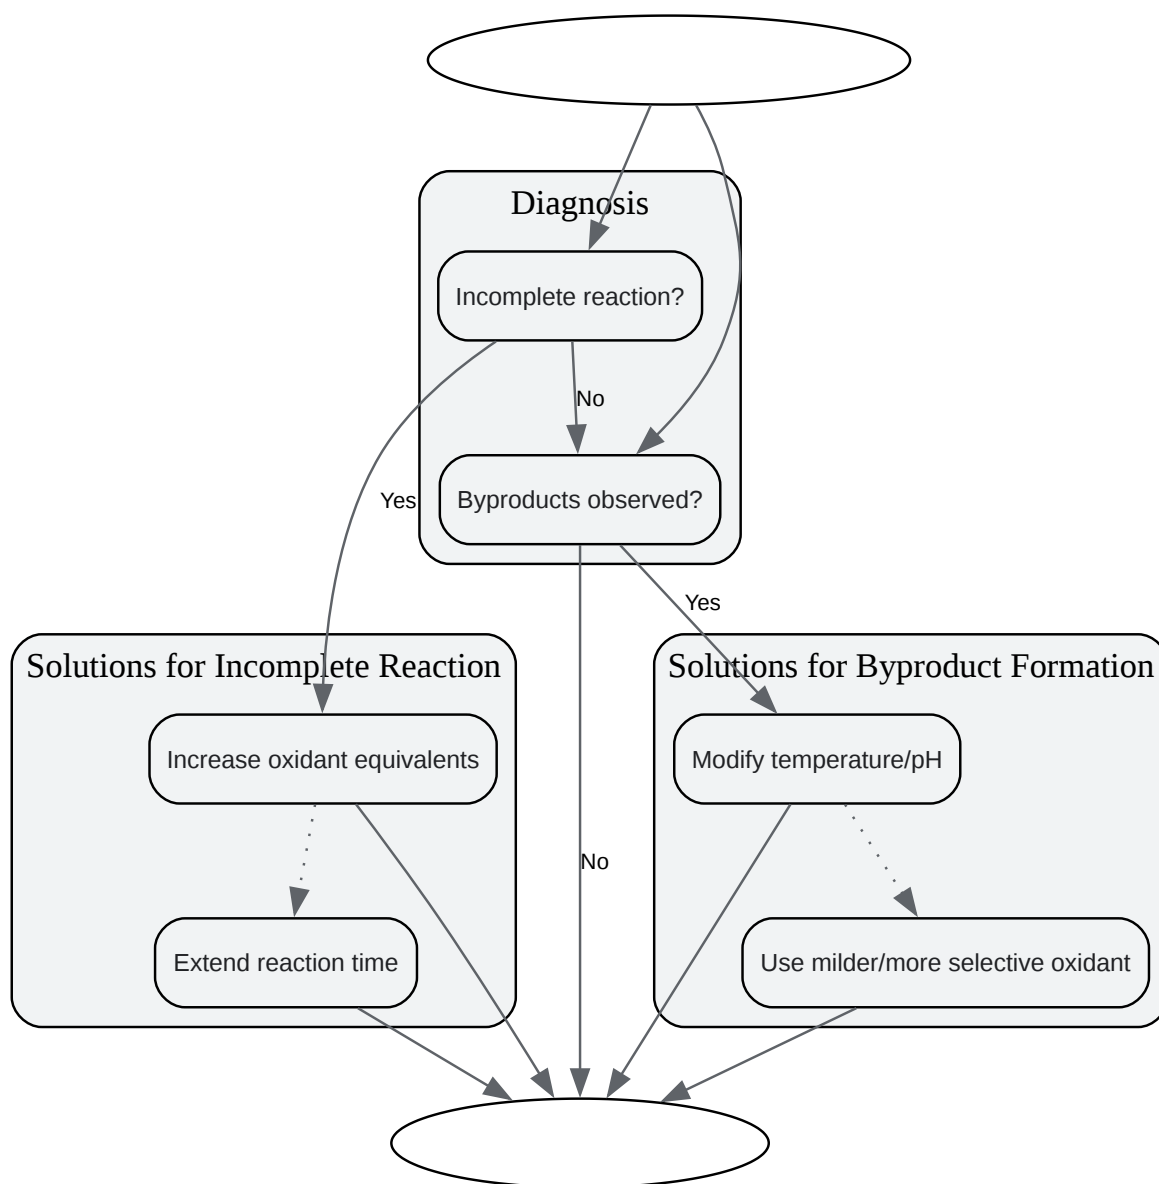 Diagnosis
Incomplete reaction?
No
Yes
Byproducts observed?
Yes
Solutions for Incomplete Reaction
Solutions for Byproduct Formation
Increase oxidant equivalents
Modify temperature/pH
No
Extend reaction time
Use milder/more selective oxidant